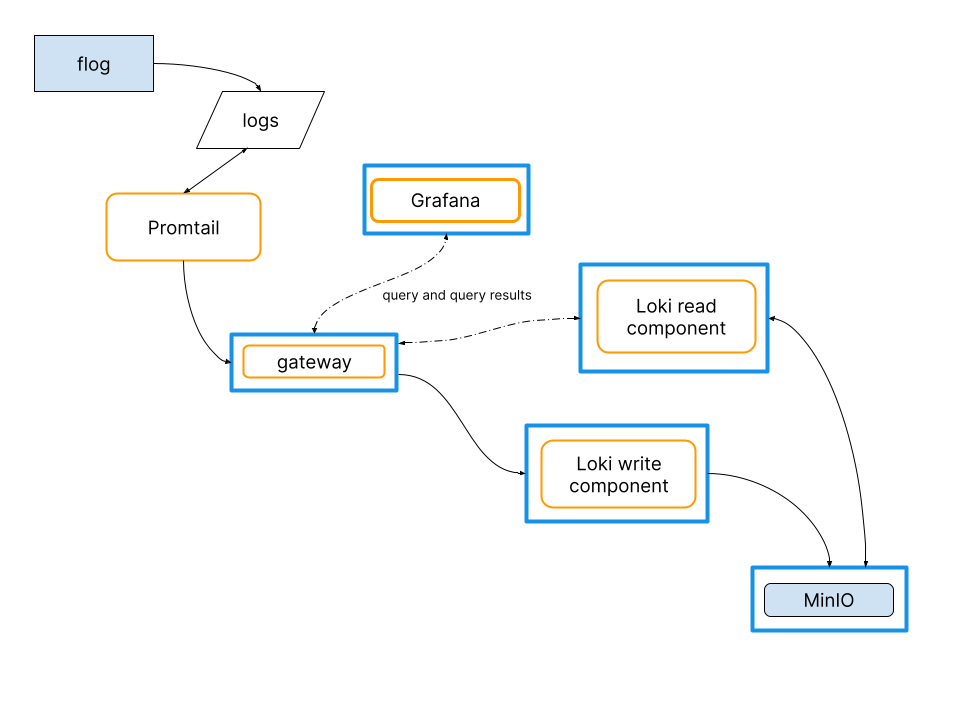 flog
logs
Promtail
Grafana
query and query results
Loki read
component
gateway
Loki write
component
MinIO